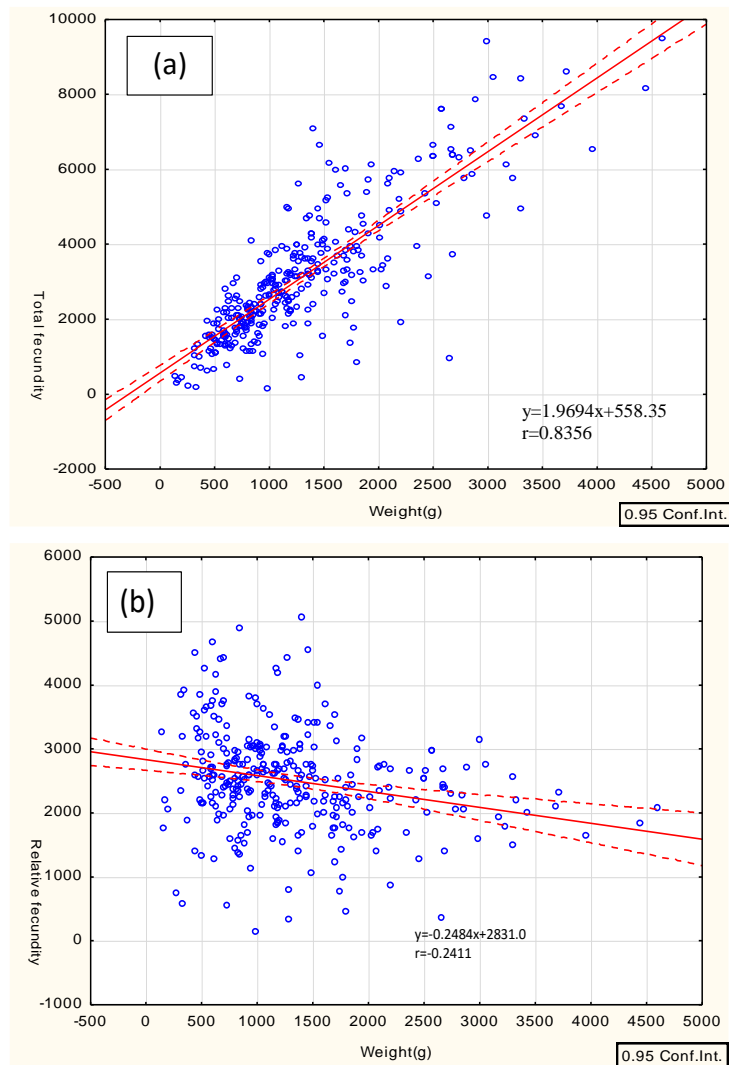 (a)
10000
8000
6000
4000
2000
0
-2000
Total fecundity
y=1.9694x+558.35
r=0.8356
-500 0 500 1000 1500 2000 2500 3000 3500 4000 4500 5000
Weight(g)
0.95 Conf.Int.
(b)
6000
5000
4000
3000
2000
1000
0
-1000
Relative fecundity
y=-0.2484x+2831.0
r=-0.2411
-500 0 500 1000 1500 2000 2500 3000 3500 4000 4500 5000
Weight(g)
0.95 Conf.Int.